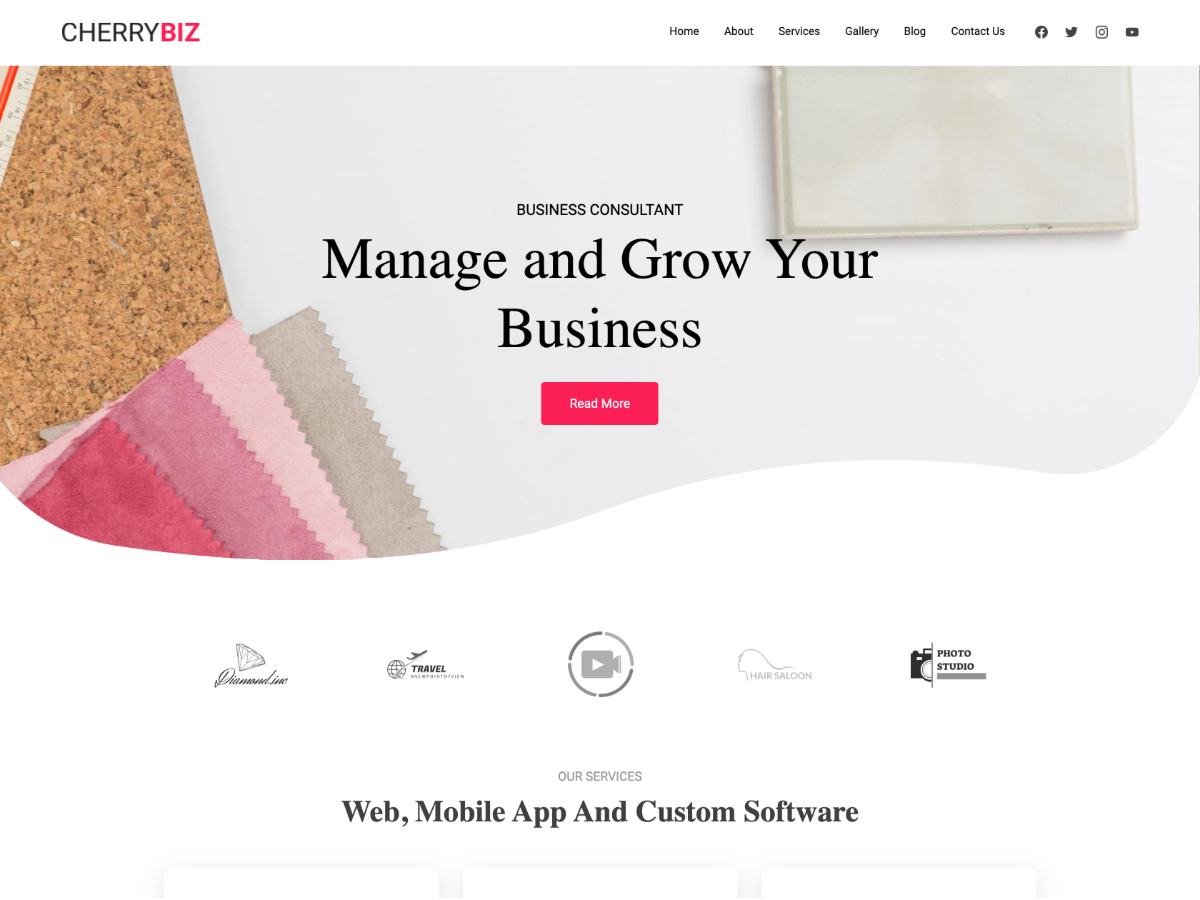 CHERRYBIZ
Home About Services Gallery Blog Contact Us
BUSINESS CONSULTANT
Manage and Grow Your
Business
Read More
Diamond.inc
TRAVEL
ANEWPOINTOFVIEW
HAIR SALOON
PHOTO
STUDIO
OUR SERVICES
Web, Mobile App And Custom Software